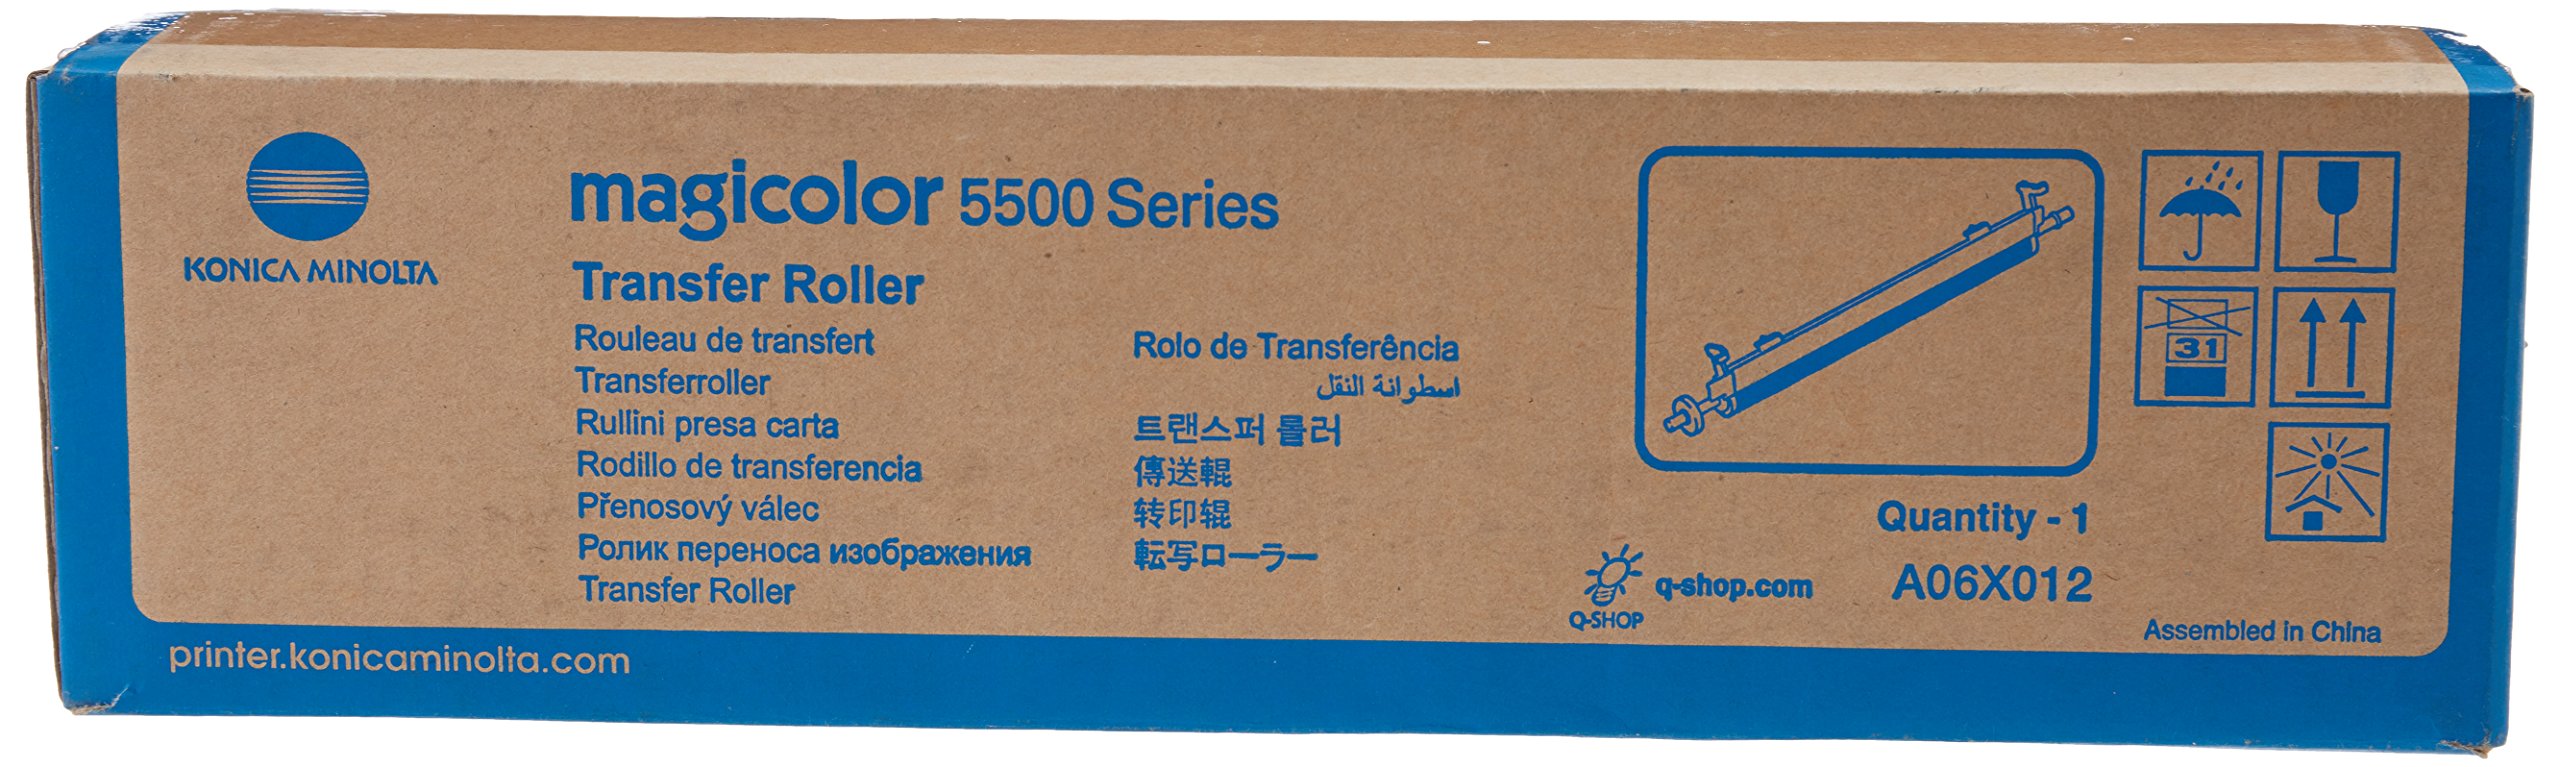 KONICA MINOLTA
magicolor 5500 Series
Transfer Roller
Rouleau de transfert
Transferroller
Rullini presa carta
Rodillo de transferencia
Přenosový válec
Ролик переноса изображения
Transfer Roller
Rolo de Transferência
اسطوانة النقل
트랜스퍼 롤러
傳送輥
转印辊
転写ローラー
31
Quantity - 1
Q-SHOP
q-shop.com
A06X012
Assembled in China
printer.konicaminolta.com